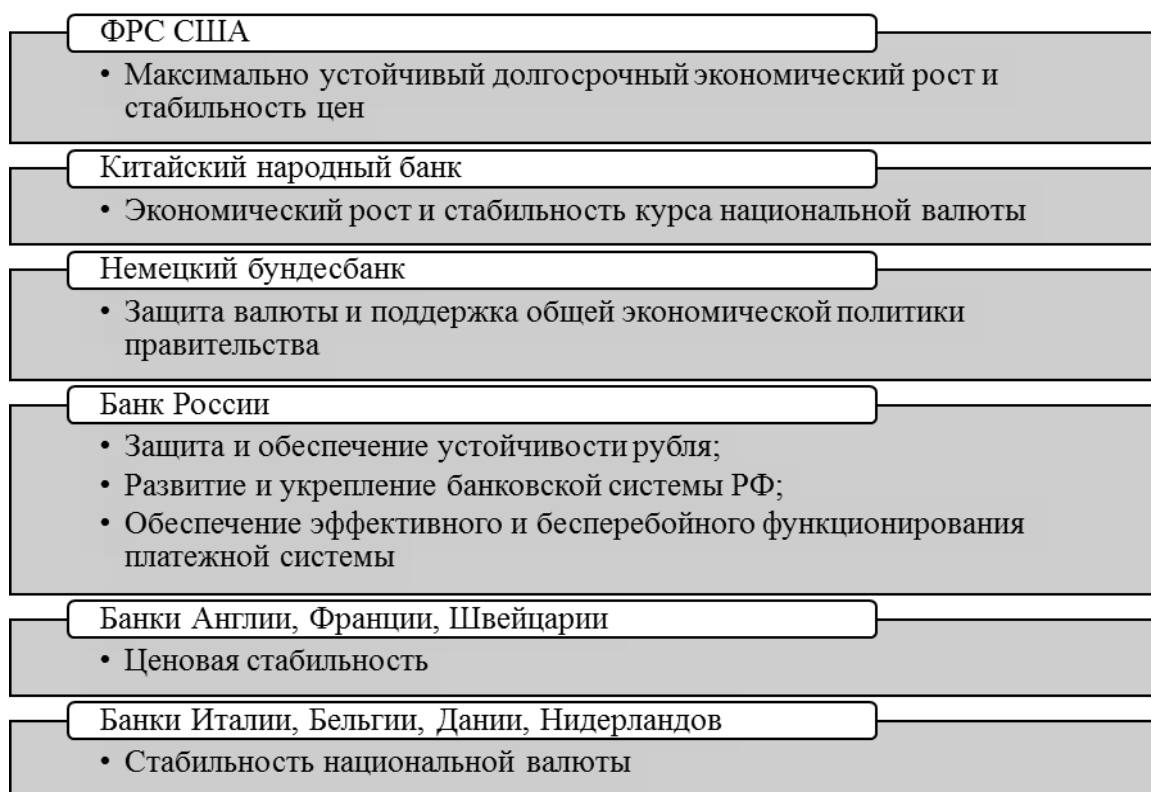 ФРС США
• Максимально устойчивый долгосрочный экономический рост и
стабильность цен
Китайский народный банк
• Экономический рост и стабильность курса национальной валюты
Немецкий бундесбанк
• Защита валюты и поддержка общей экономической политики
правительства
Банк России
• Защита и обеспечение устойчивости рубля;
• Развитие и укрепление банковской системы РФ;
• Обеспечение эффективного и бесперебойного функционирования
платежной системы
Банки Англии, Франции, Швейцарии
• Ценовая стабильность
Банки Италии, Бельгии, Дании, Нидерландов
• Стабильность национальной валюты